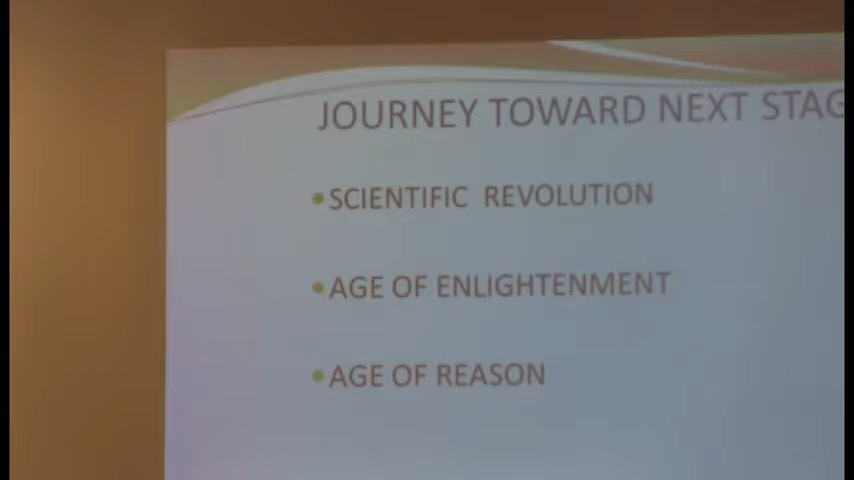 JOURNEY TOWARD NEXT STAG
•SCIENTIFIC REVOLUTION
•AGE OF ENLIGHTENMENT
•AGE OF REASON